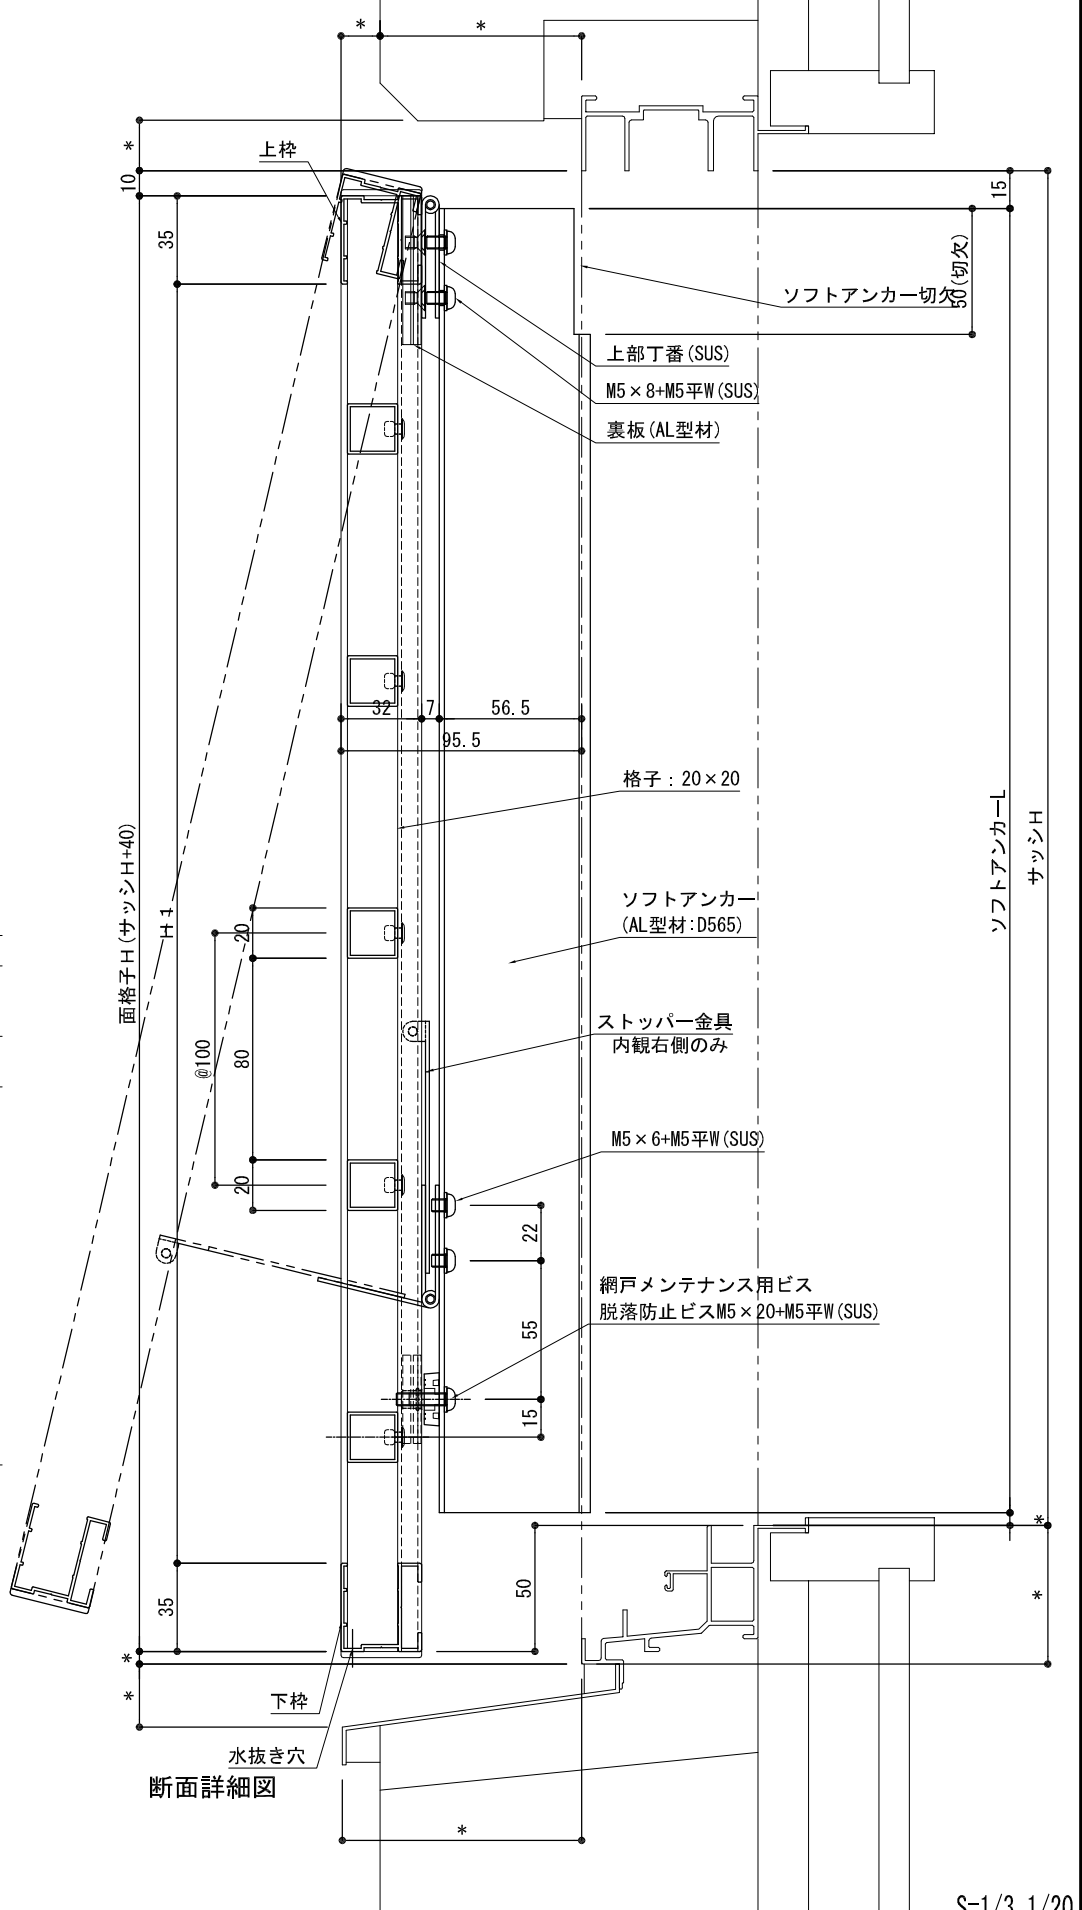 *
*
*
10
上枠
35
15
50(切欠)
ソフトアンカー切欠
上部丁番(SUS)
M5×8+M5平W(SUS)
裏板(AL型材)
32
7
56.5
95.5
格子：20×20
面格子H(サッシH+40)
H1
ソフトアンカーL
サッシH
ソフトアンカー
(AL型材:D565)
20
@100
80
20
ストッパー金具
内観右側のみ
M5×6+M5平W(SUS)
22
網戸メンテナンス用ビス
脱落防止ビスM5×20+M5平W(SUS)
55
15
*
50
*
35
*
*
下枠
水抜き穴
断面詳細図
*
S=1/3,1/20